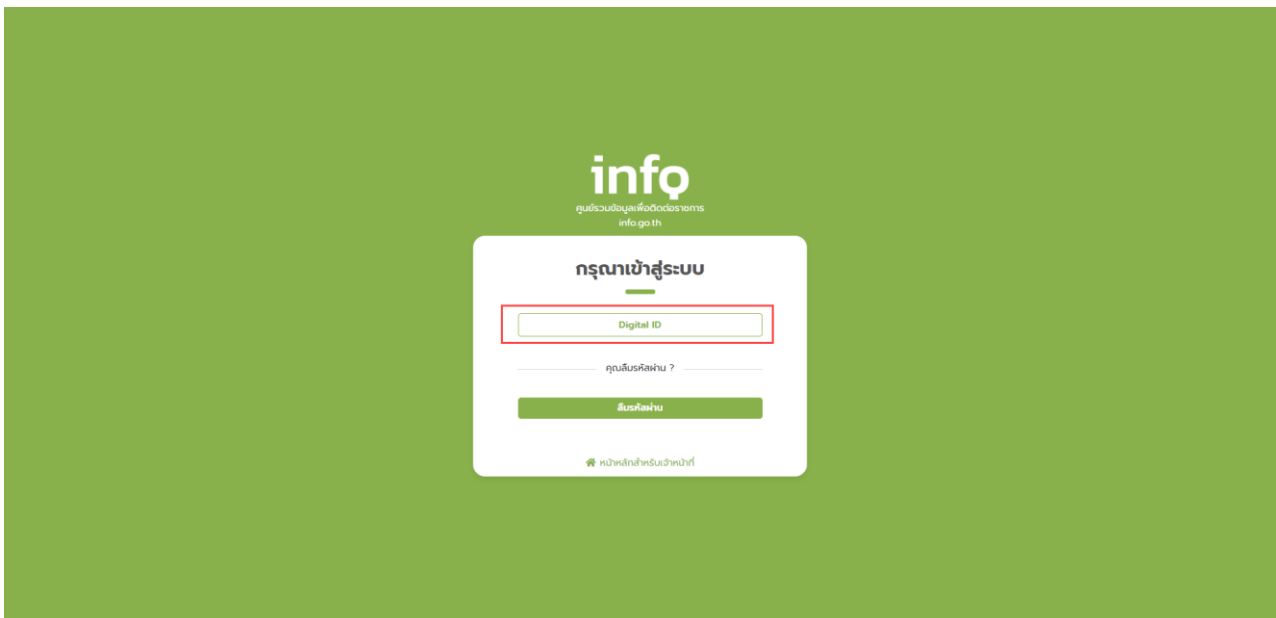 info
ศูนย์รวมข้อมูลเพื่อติดต่อราชการ
info.go.th
กรุณาเข้าสู่ระบบ
Digital ID
คุณลืมรหัสผ่าน ?
ลืมรหัสผ่าน
หน้าหลักสำหรับเจ้าหน้าที่